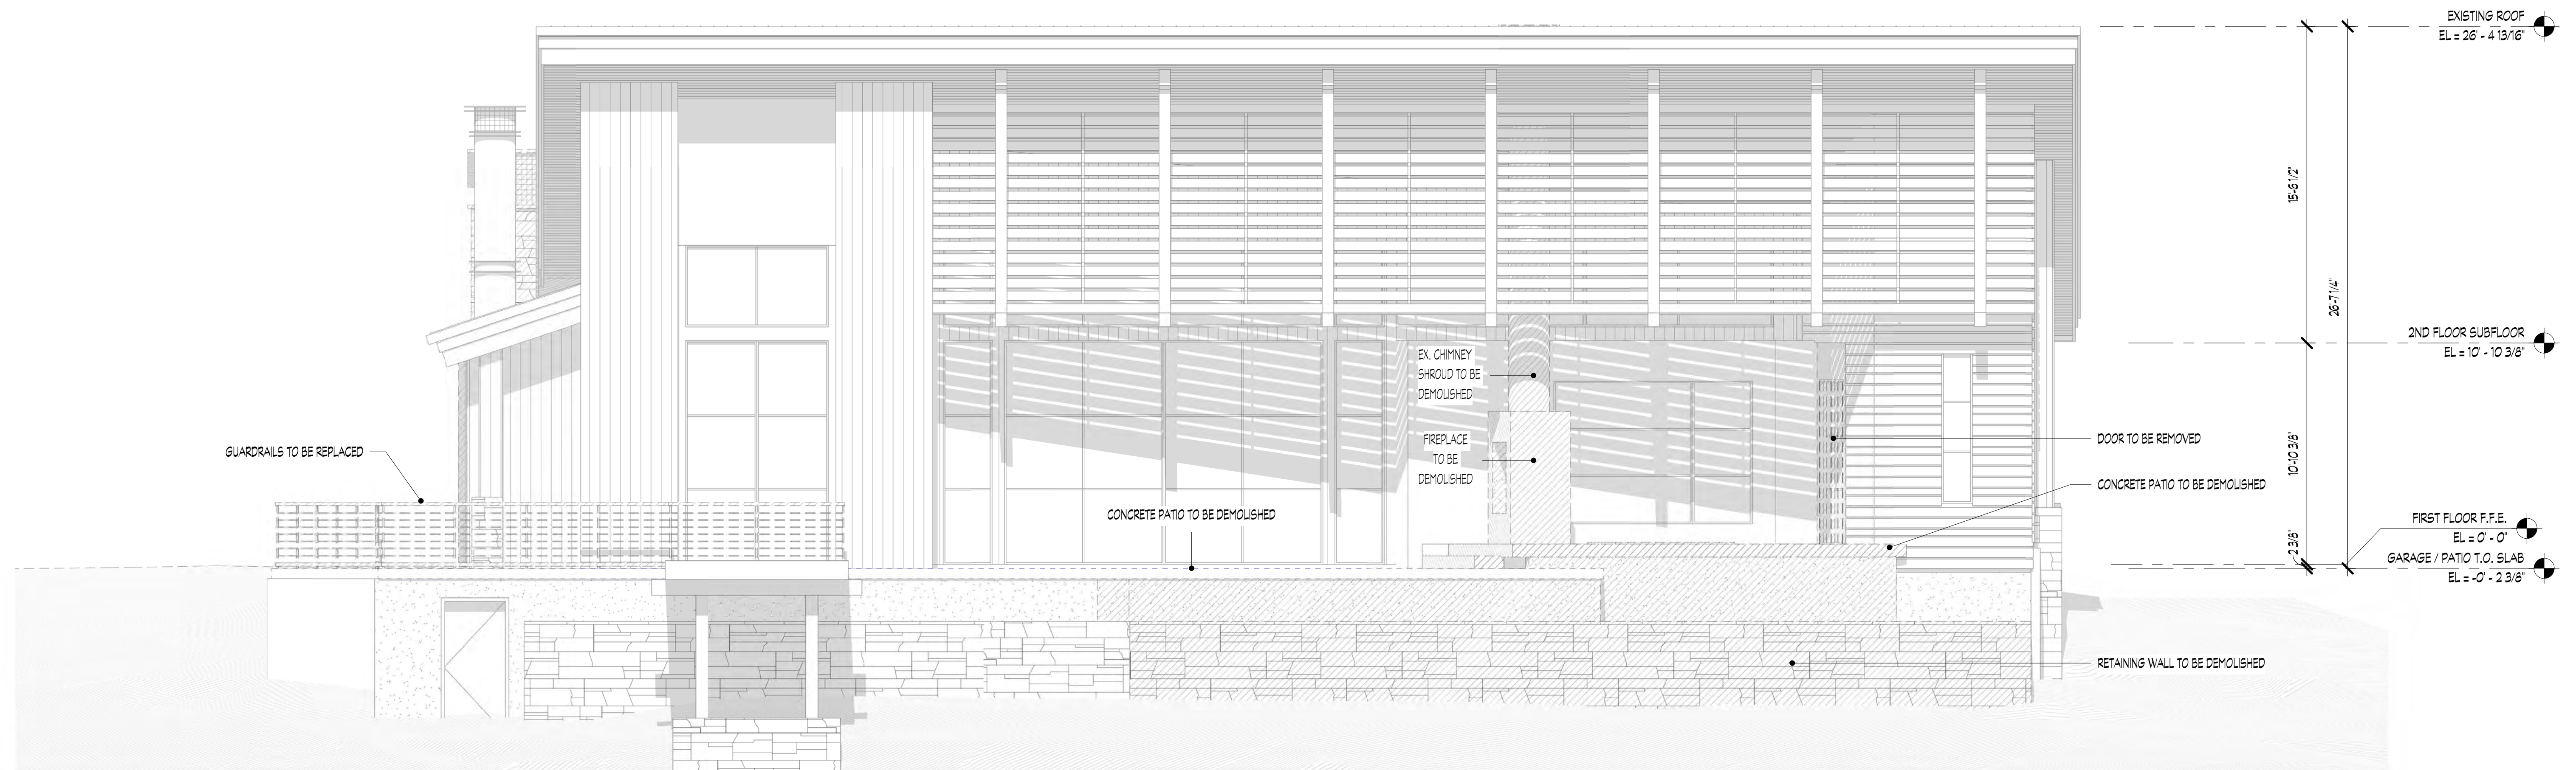 EXISTING ROOF
EL = 26' - 4 13/16"
15'-6 1/2"
26'-7 1/4"
2ND FLOOR SUBFLOOR
EL = 10' - 10 3/8"
EX. CHIMNEY
SHROUD TO BE
DEMOLISHED
FIREPLACE
TO BE
DEMOLISHED
DOOR TO BE REMOVED
10'-10 3/8"
GUARDRAILS TO BE REPLACED
CONCRETE PATIO TO BE DEMOLISHED
CONCRETE PATIO TO BE DEMOLISHED
FIRST FLOOR F.F.E.
EL = 0' - 0"
2 3/8"
GARAGE / PATIO T.O. SLAB
EL = -0' - 2 3/8"
RETAINING WALL TO BE DEMOLISHED